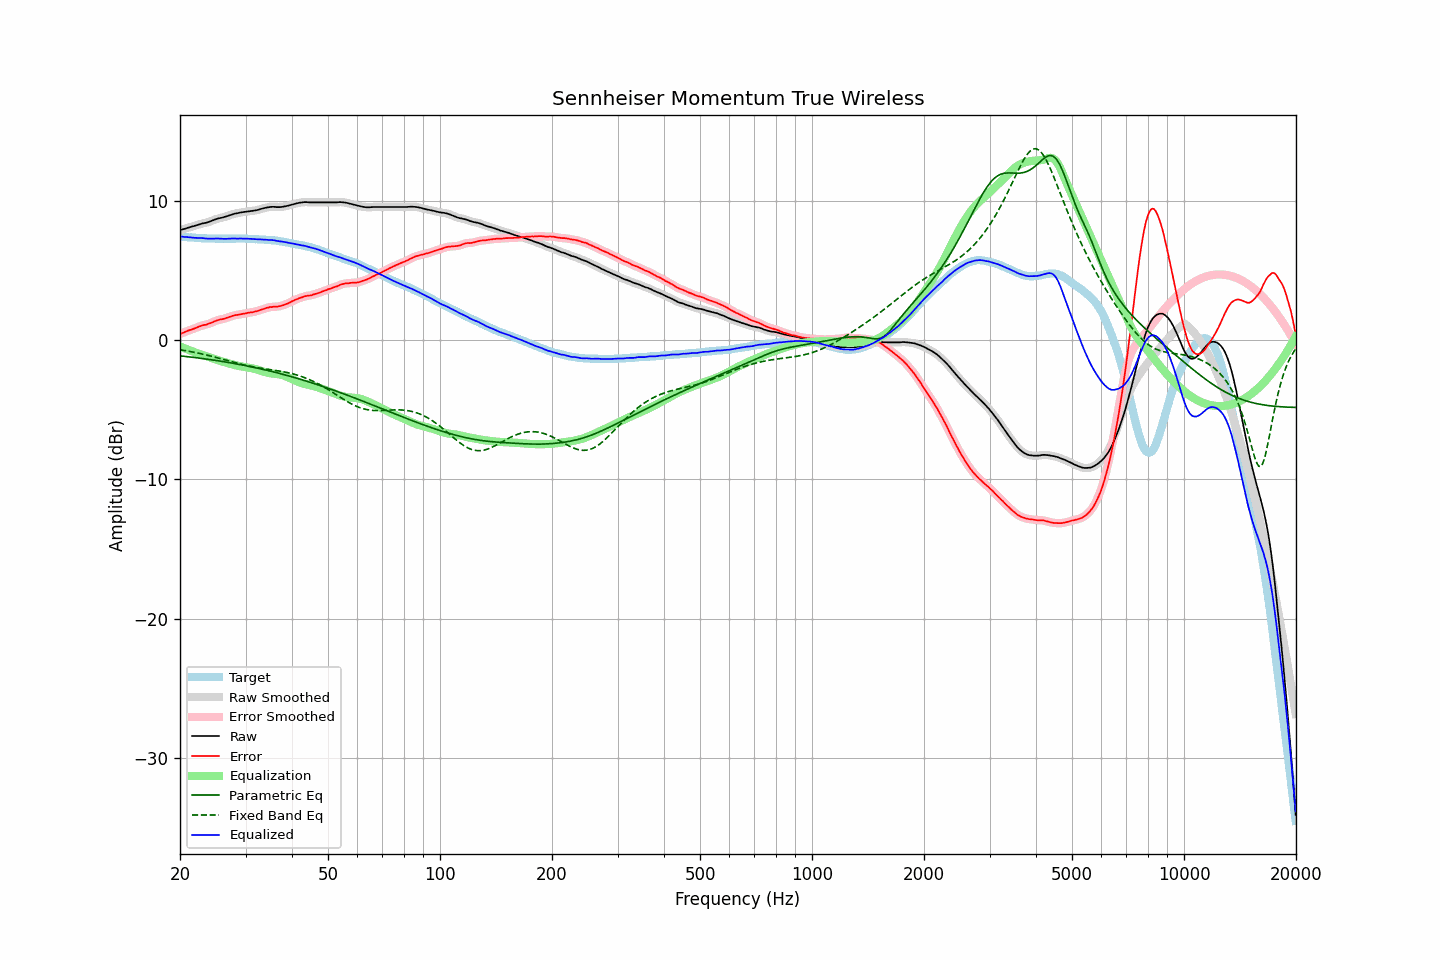 Sennheiser Momentum True Wireless
Amplitude (dBr)
10
0
−10
−20
−30
Target
Raw Smoothed
Error Smoothed
Raw
Error
Equalization
Parametric Eq
Fixed Band Eq
Equalized
20 50 100 200 500 1000 2000 5000 10000 20000
Frequency (Hz)